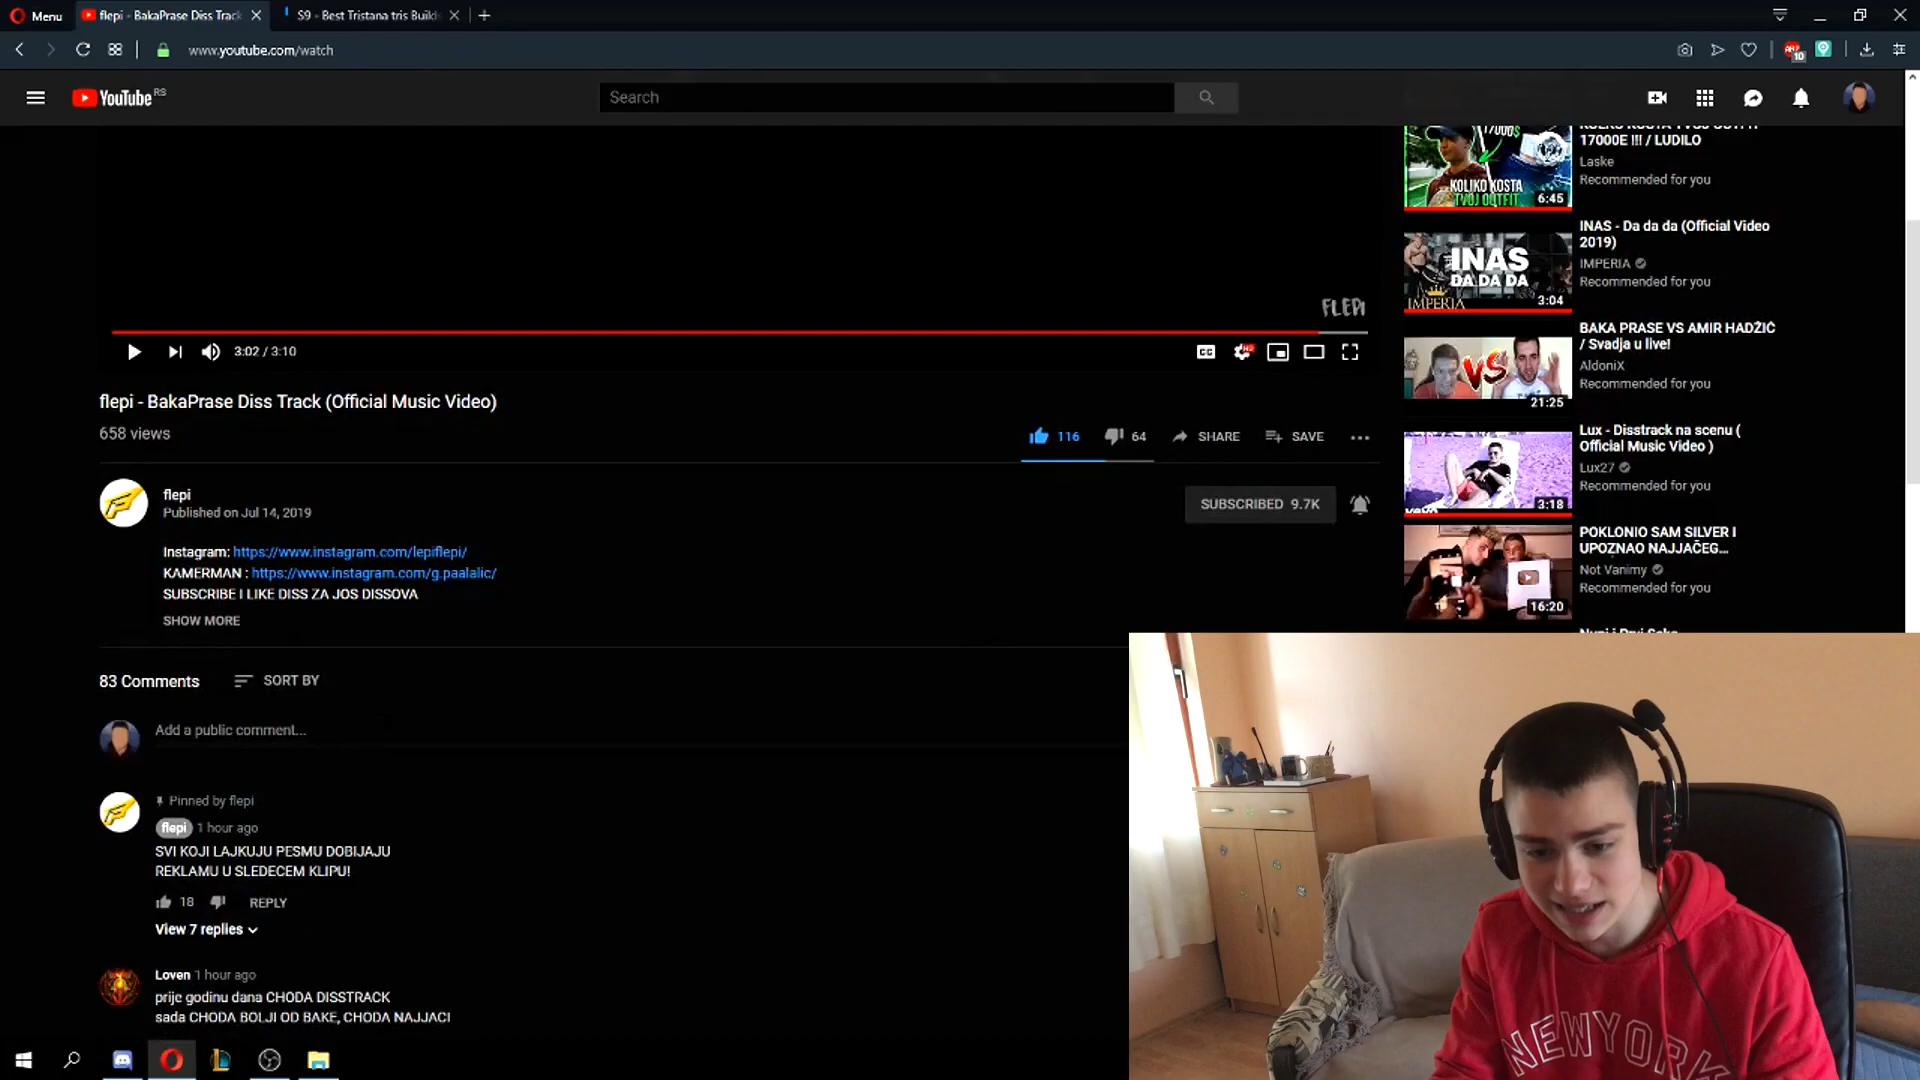 Menu
flepi - BakaPrase Diss Track
S9 - Best Tristana tris Build
www.youtube.com/watch
10
YouTube RS
Search
FLEPI
3:02 / 3:10
CC
HD
flepi - BakaPrase Diss Track (Official Music Video)
658 views
116
64
SHARE
SAVE
flepi
Published on Jul 14, 2019
SUBSCRIBED 9.7K
Instagram: https://www.instagram.com/lepiflepi/
KAMERMAN : https://www.instagram.com/g.paalalic/
SUBSCRIBE I LIKE DISS ZA JOS DISSOVA
SHOW MORE
83 Comments
SORT BY
Add a public comment...
Pinned by flepi
flepi 1 hour ago
SVI KOJI LAJKUJU PESMU DOBIJAJU
REKLAMU U SLEDECEM KLIPU!
18
REPLY
View 7 replies
Loven 1 hour ago
prije godinu dana CHODA DISSTRACK
sada CHODA BOLJI OD BAKE, CHODA NAJJACI
17000$
KOLIKO KOSTA
TVOJ OUTFIT
6:45
KOLIKO KOSTA TVOJ OUTFIT
17000E !!! / LUDILO
Laske
Recommended for you
INAS
DA DA DA
IMPERIA
3:04
INAS - Da da da (Official Video
2019)
IMPERIA
Recommended for you
VS
21:25
BAKA PRASE VS AMIR HADŽIĆ
/ Svadja u live!
AldoniX
Recommended for you
vevo
3:18
Lux - Disstrack na scenu (
Official Music Video )
Lux27
Recommended for you
16:20
POKLONIO SAM SILVER I
UPOZNAO NAJJAČEG...
Not Vanimy
Recommended for you
NEWYORK